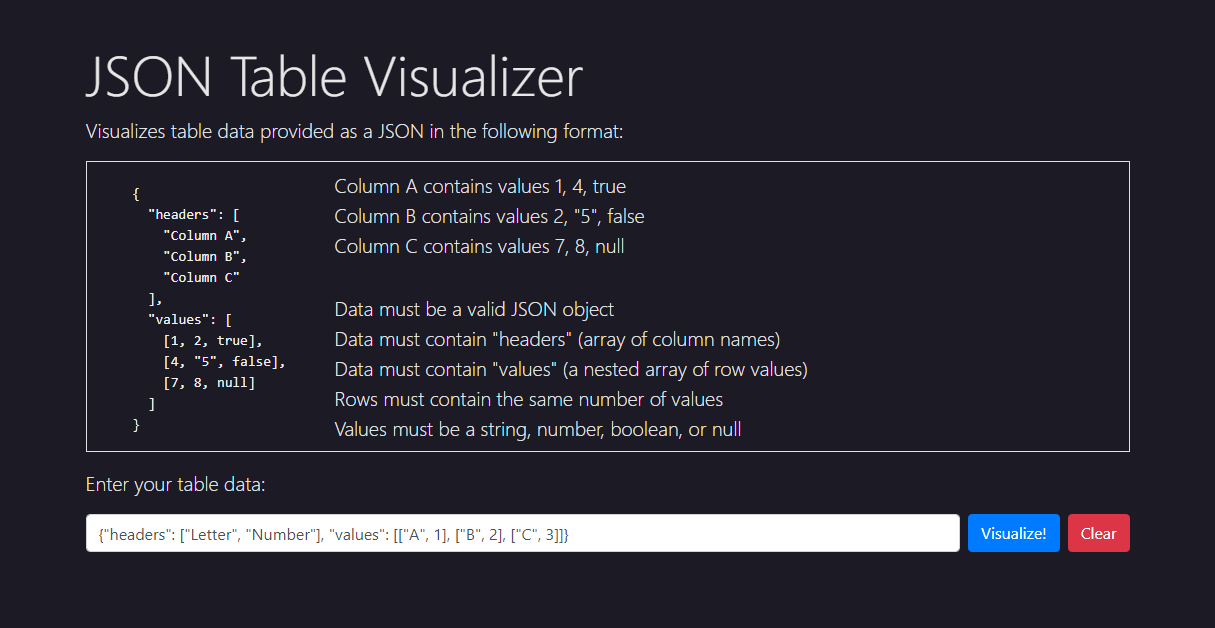 JSON Table Visualizer
Visualizes table data provided as a JSON in the following format:
{
"headers": [
"Column A",
"Column B",
"Column C"
],
"values": [
[1, 2, true],
[4, "5", false],
[7, 8, null]
]
}
Column A contains values 1, 4, true
Column B contains values 2, "5", false
Column C contains values 7, 8, null
Data must be a valid JSON object
Data must contain "headers" (array of column names)
Data must contain "values" (a nested array of row values)
Rows must contain the same number of values
Values must be a string, number, boolean, or null
Enter your table data:
{"headers": ["Letter", "Number"], "values": [["A", 1], ["B", 2], ["C", 3]]}
Visualize!
Clear